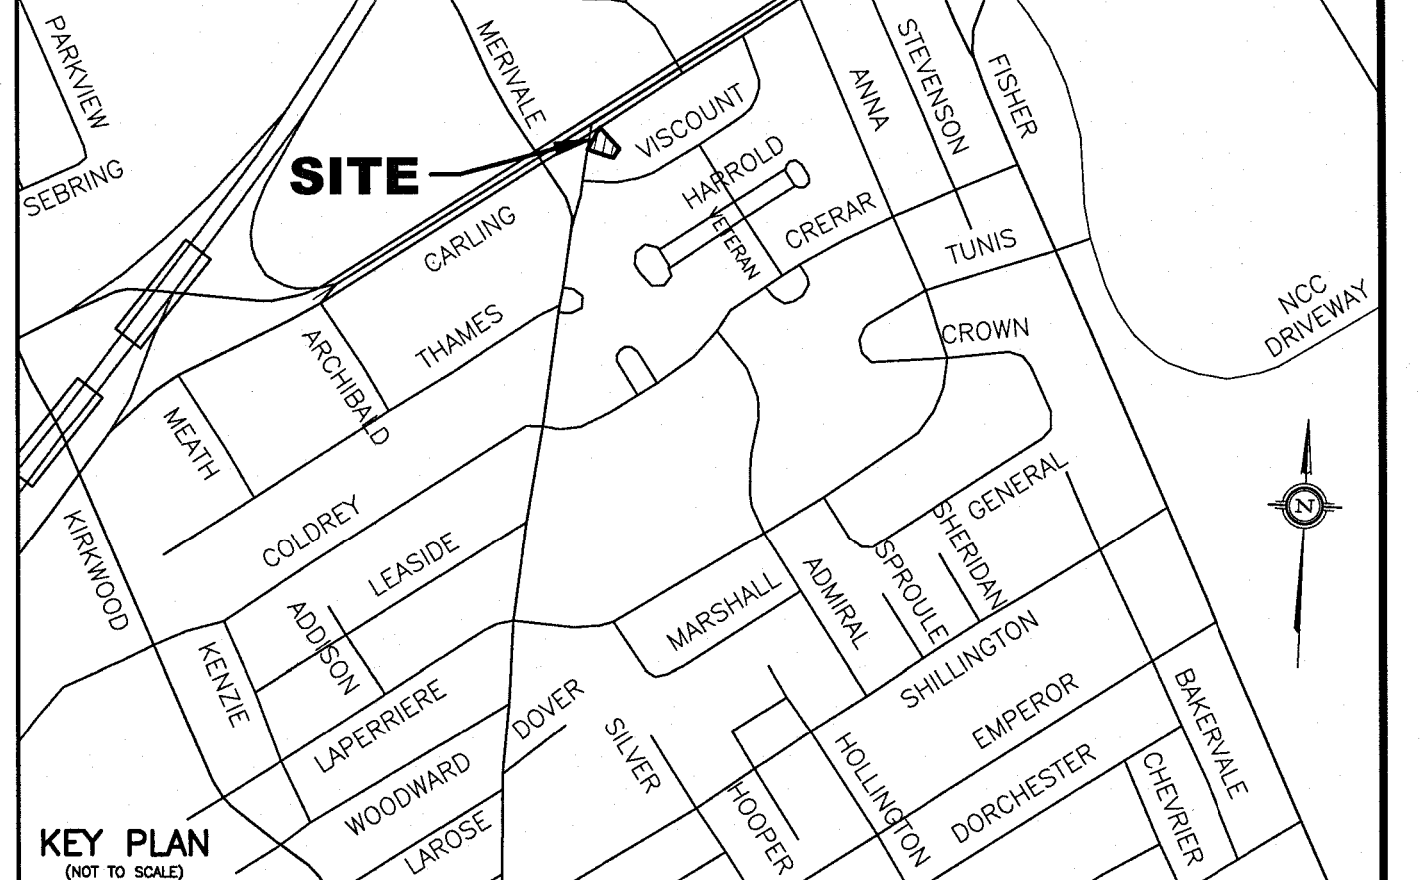 PARKVIEW
MERIVALE
STEVENSON
FISHER
ANNA
VISCOUNT
SEBRING
SITE
HARROLD
CARLING
VETERAN
CRERAR
TUNIS
NCC
DRIVEWAY
ARCHIBALD
THAMES
CROWN
MEATH
N
KIRKWOOD
COLDREY
LEASIDE
GENERAL
SHERIDAN
SPROULE
ADMIRAL
MARSHALL
ADDISON
KENZIE
SHILLINGTON
LAPERRIERE
DOVER
SILVER
EMPEROR
BAKERVALE
WOODWARD
HOLLINGTON
DORCHESTER
CHEVRIER
HOOPER
LAROSE
KEY PLAN
(NOT TO SCALE)